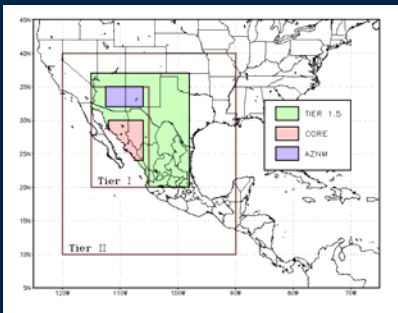 45N
40N
35N
30N
25N
20N
15N
10N
5N
TIER 1.5
CORE
AZNM
Tier I
Tier II
120W 110W 100W 90W 80W 70W